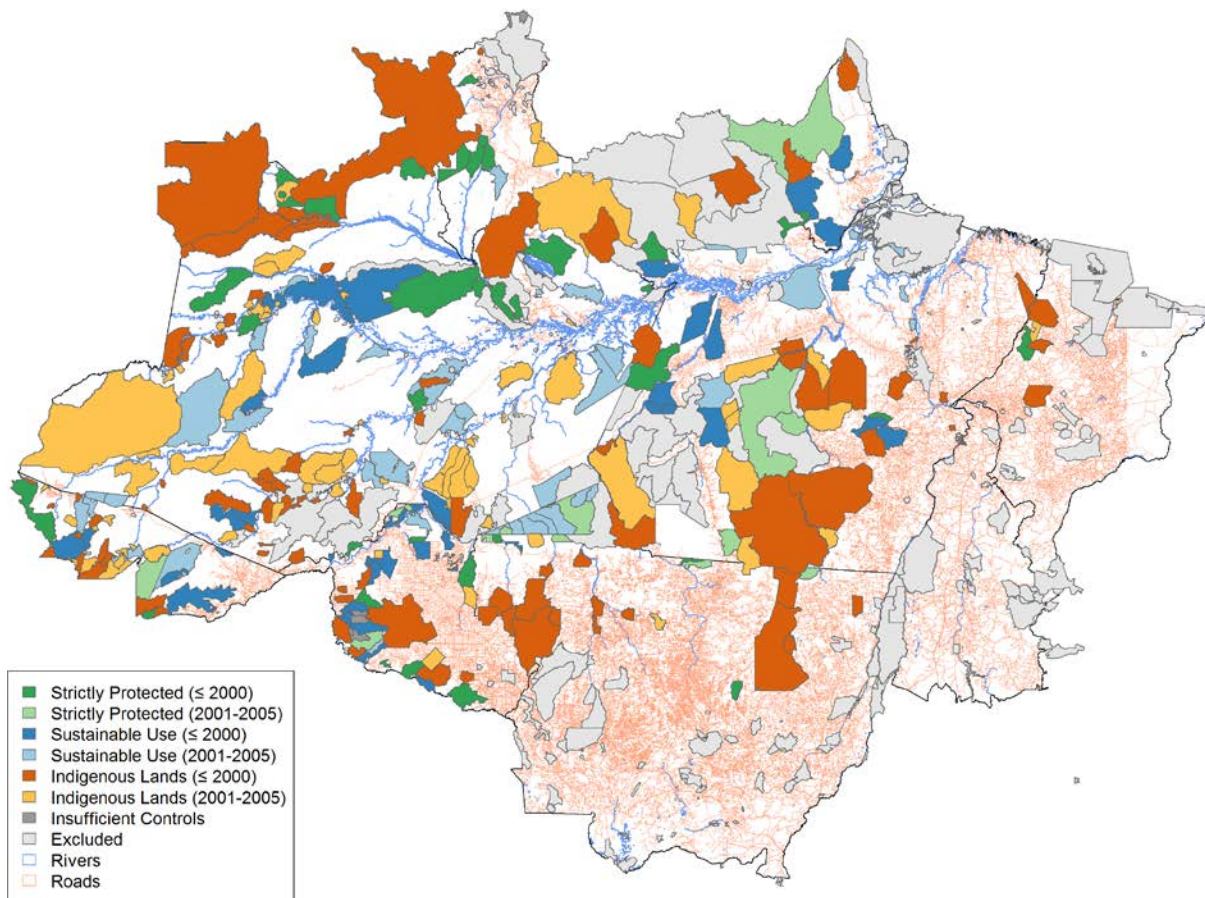 Strictly Protected (≤ 2000)
Strictly Protected (2001-2005)
Sustainable Use (≤ 2000)
Sustainable Use (2001-2005)
Indigenous Lands (≤ 2000)
Indigenous Lands (2001-2005)
Insufficient Controls
Excluded
Rivers
Roads